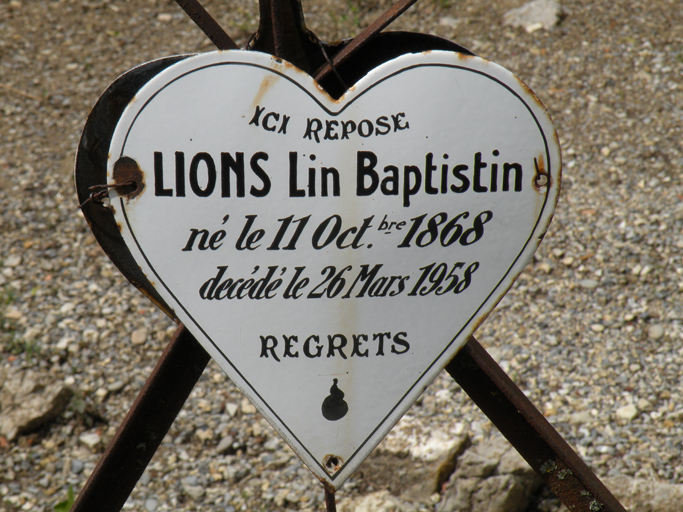 ICI REPOSE
LIONS Lin Baptistin
né le 11 Oct.bre 1868
decédé le 26 Mars 1958
REGRETS